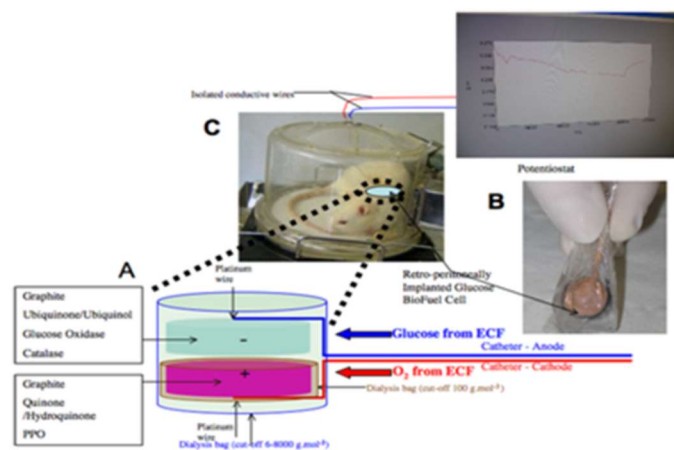 Isolated conductive wires
C
Potentiostat
B
A
Platinum
wire
Retro-peritoneally
Implanted Glucose
BioFuel Cell
Graphite
Ubiquinone/Ubiquinol
Glucose Oxidase
Catalase
-
Glucose from ECF
Catheter - Anode
+
O₂ from ECF
Catheter - Cathode
Graphite
Quinone
/Hydroquinone
PPO
Dialysis bag (cut-off 100 g.mol⁻¹)
Platinum
wire
Dialysis bag (cut-off 6-8000 g.mol⁻¹)